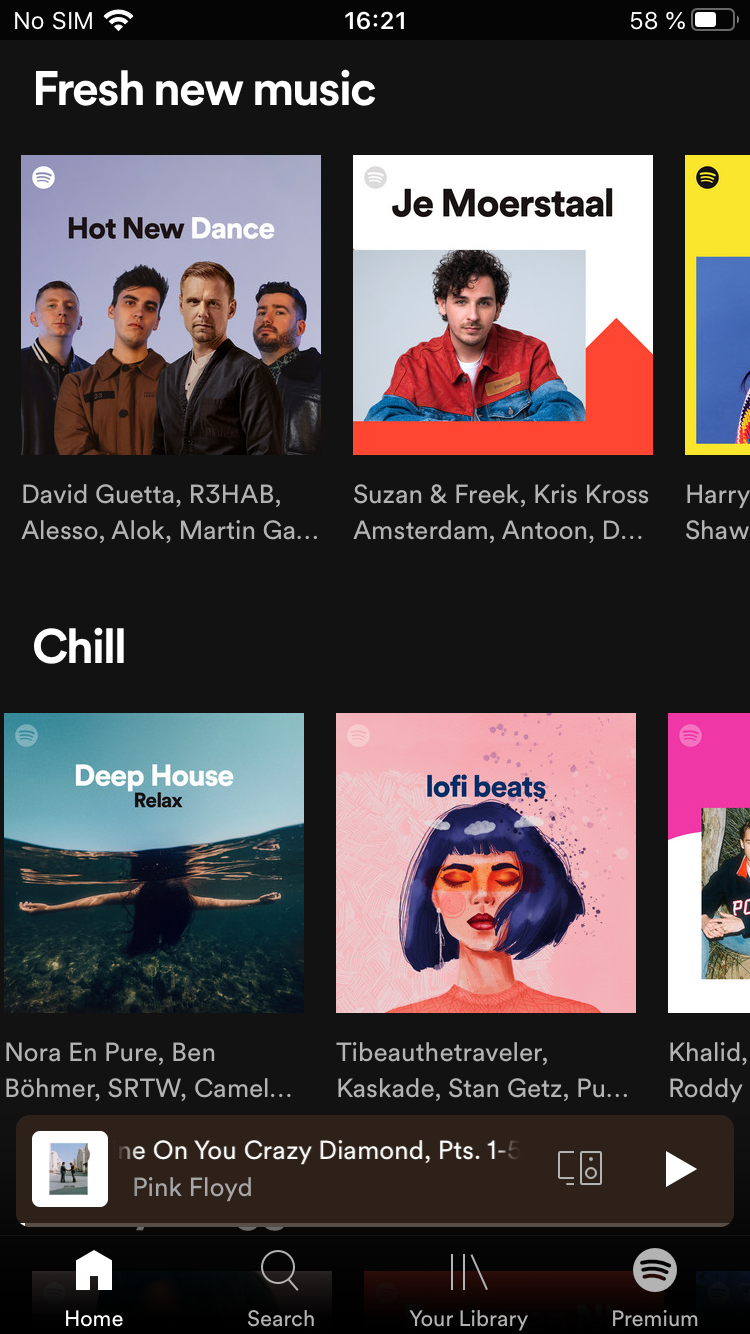 No SIM 16:21 58 %
Fresh new music
Hot New Dance
Je Moerstaal
David Guetta, R3HAB,
Alesso, Alok, Martin Ga...
Suzan & Freek, Kris Kross
Amsterdam, Antoon, D...
Harry
Shaw
Chill
Deep House
Relax
lofi beats
Nora En Pure, Ben
Böhmer, SRTW, Camel...
Tibeauthetraveler,
Kaskade, Stan Getz, Pu...
Khalid,
Roddy
ne On You Crazy Diamond, Pts. 1-5
Pink Floyd
Home
Search
Your Library
Premium